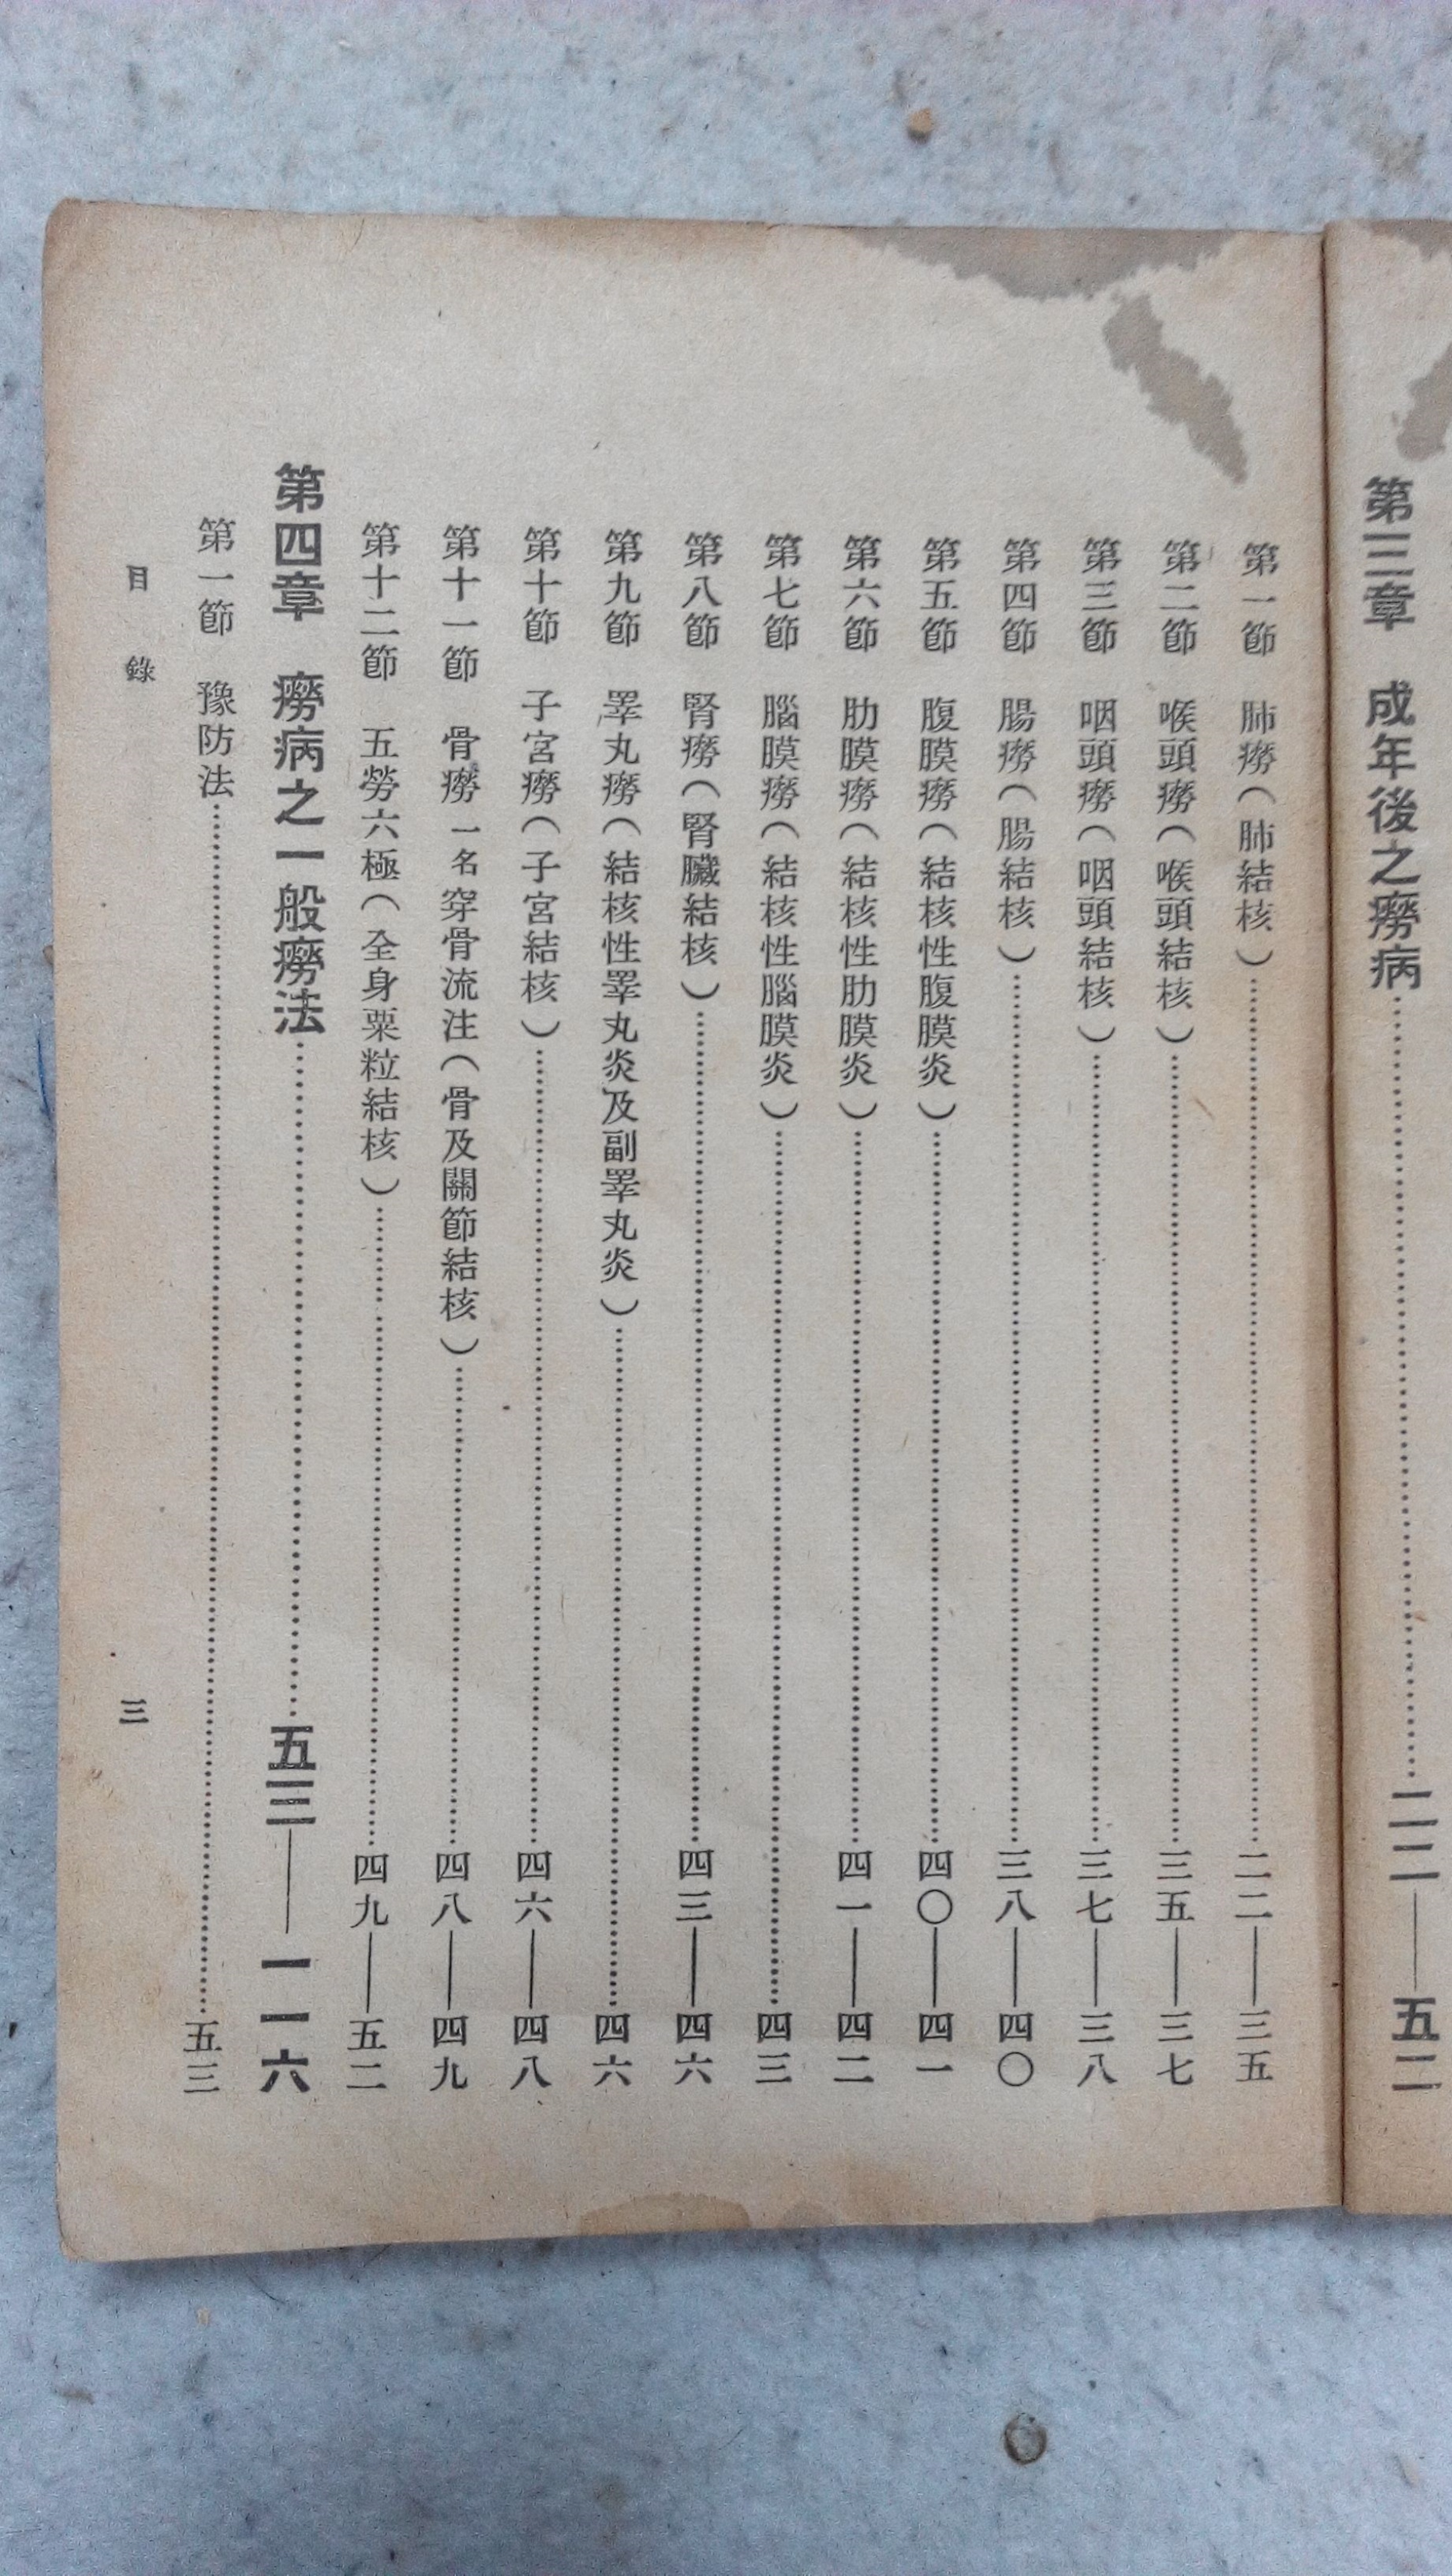 第三章　成年後之癆病……二二——五二
第一節　肺癆（肺結核）……二二——三五
第二節　喉頭癆（喉頭結核）……三五——三七
第三節　咽頭癆（咽頭結核）……三七——三八
第四節　腸癆（腸結核）……三八——四〇
第五節　腹膜癆（結核性腹膜炎）……四〇——四一
第六節　肋膜癆（結核性肋膜炎）……四一——四二
第七節　腦膜癆（結核性腦膜炎）……四三
第八節　腎癆（腎臟結核）……四三——四六
第九節　睪丸癆（結核性睪丸炎及副睪丸炎）……四六
第十節　子宮癆（子宮結核）……四六——四八
第十一節　骨癆一名穿骨流注（骨及關節結核）……四八——四九
第十二節　五勞六極（全身粟粒結核）……四九——五二
第四章　癆病之一般癆法……五三——一一六
第一節　豫防法……五三
目錄　三